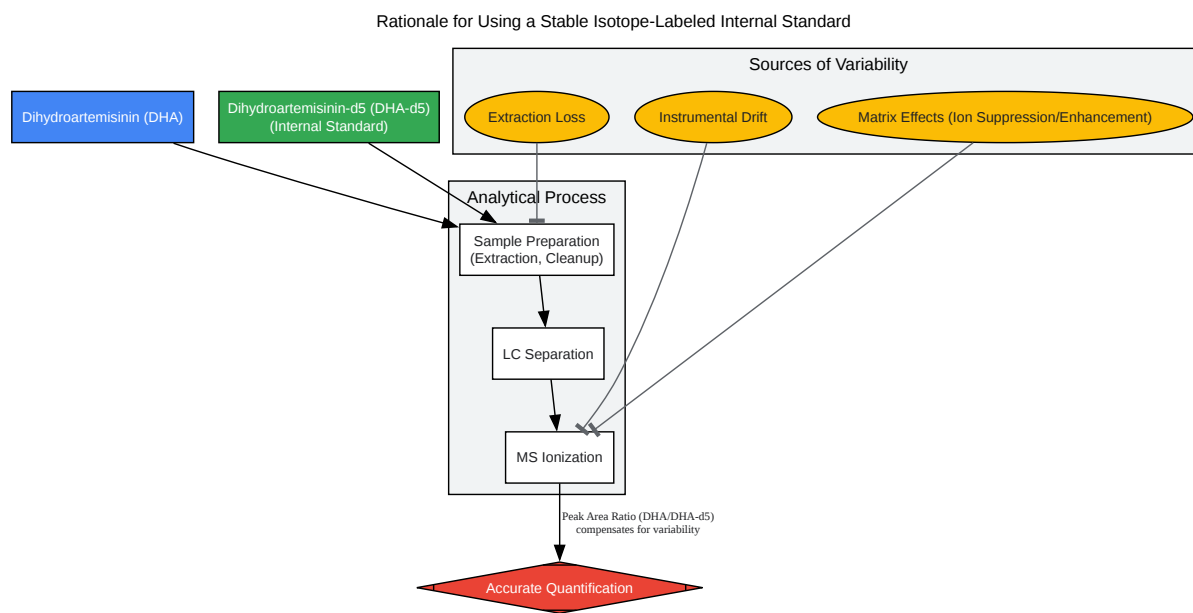 Rationale for Using a Stable Isotope-Labeled Internal Standard
Sources of Variability
Dihydroartemisinin (DHA)
Dihydroartemisinin-d5 (DHA-d5)
(Internal Standard)
Extraction Loss
Instrumental Drift
Matrix Effects (Ion Suppression/Enhancement)
Analytical Process
Sample Preparation
(Extraction, Cleanup)
LC Separation
MS Ionization
Peak Area Ratio (DHA/DHA-d5)
compensates for variability
Accurate Quantification